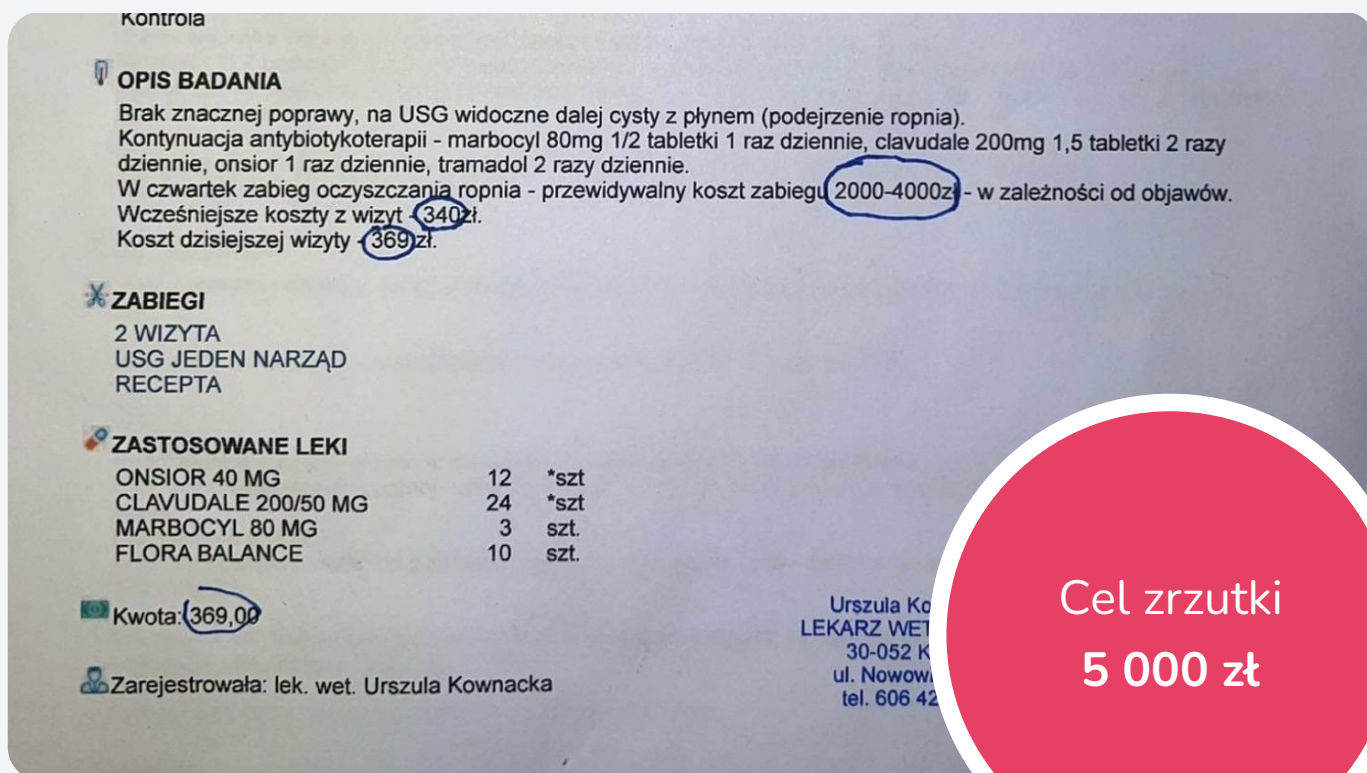 Kontrola
OPIS BADANIA
Brak znacznej poprawy, na USG widoczne dalej cysty z płynem (podejrzenie ropnia).
Kontynuacja antybiotykoterapii - marbocyl 80mg 1/2 tabletki 1 raz dziennie, clavudale 200mg 1,5 tabletki 2 razy
dziennie, onsior 1 raz dziennie, tramadol 2 razy dziennie.
W czwartek zabieg oczyszczania ropnia - przewidywalny koszt zabiegu 2000-4000zł - w zależności od objawów.
Wcześniejsze koszty z wizyt - 340zł.
Koszt dzisiejszej wizyty - 369 zł.
ZABIEGI
2 WIZYTA
USG JEDEN NARZĄD
RECEPTA
ZASTOSOWANE LEKI
ONSIOR 40 MG 12 *szt
CLAVUDALE 200/50 MG 24 *szt
MARBOCYL 80 MG 3 szt.
FLORA BALANCE 10 szt.
Kwota: 369,00
Zarejestrowała: lek. wet. Urszula Kownacka
Urszula Ko
LEKARZ WET
30-052 K
ul. Nowow
tel. 606 42
Cel zrzutki
5 000 zł